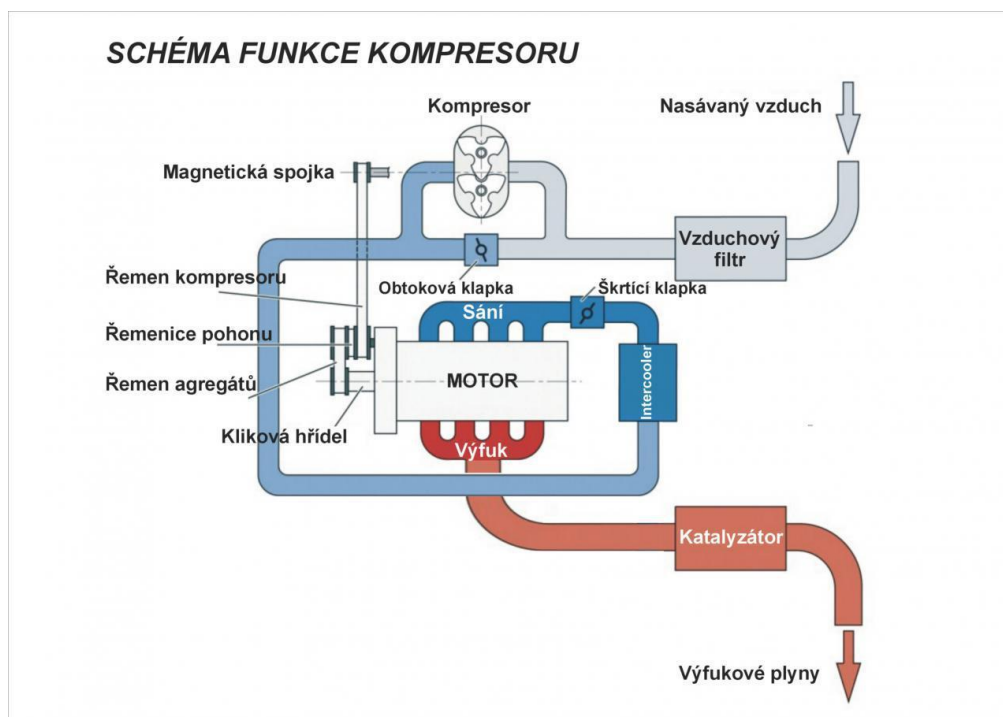 SCHÉMA FUNKCE KOMPRESORU
Kompresor
Nasávaný vzduch
Magnetická spojka
Vzduchový
filtr
Řemen kompresoru
Obtoková klapka
Škrtící klapka
Sání
Řemenice pohonu
Řemen agregátů
MOTOR
Intercooler
Kliková hřídel
Výfuk
Katalyzátor
Výfukové plyny